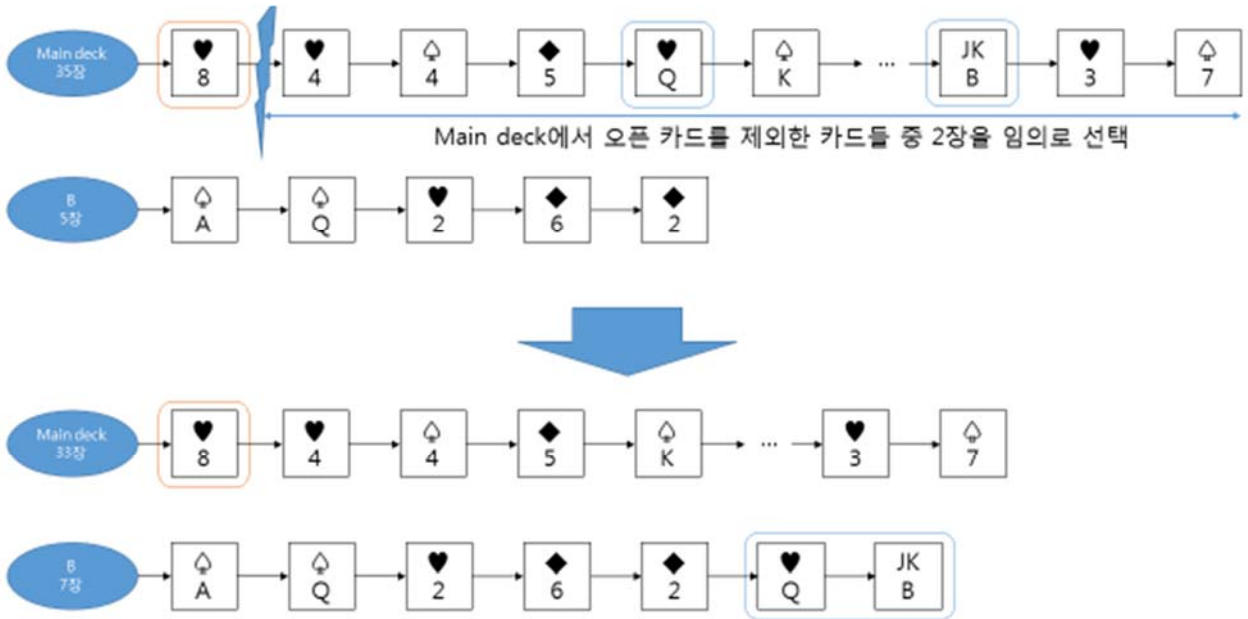 Main deck
35장
♥ 8
♥ 4
♤ 4
◆ 5
♥ Q
♤ K
...
JK B
♥ 3
♤ 7
Main deck에서 오픈 카드를 제외한 카드들 중 2장을 임의로 선택
B
5장
♤ A
♤ Q
♥ 2
◆ 6
◆ 2
Main deck
33장
♥ 8
♥ 4
♤ 4
◆ 5
♤ K
...
♥ 3
♤ 7
B
7장
♤ A
♤ Q
♥ 2
◆ 6
◆ 2
♥ Q
JK B